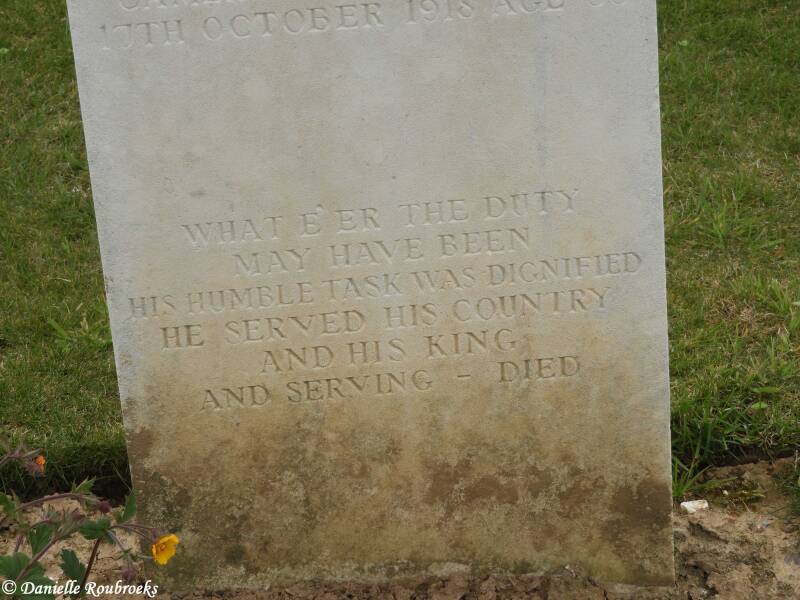 17TH OCTOBER 1918 AGE
WHAT E'ER THE DUTY
MAY HAVE BEEN
HIS HUMBLE TASK WAS DIGNIFIED
HE SERVED HIS COUNTRY
AND HIS KING
AND SERVING - DIED
© Danielle Roubroeks